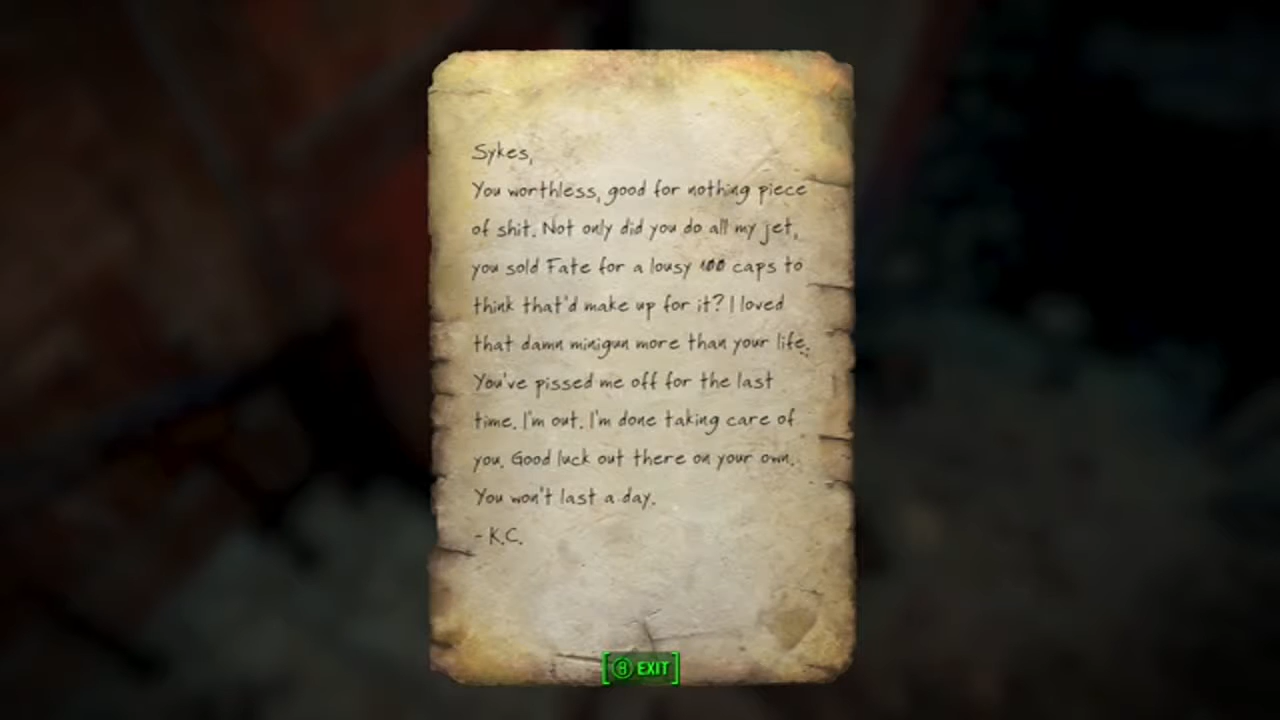 Sykes,
You worthless, good for nothing piece
of shit. Not only did you do all my jet,
you sold Fate for a lousy 100 caps to
think that'd make up for it? I loved
that damn minigun more than your life.
You've pissed me off for the last
time. I'm out. I'm done taking care of
you. Good luck out there on your own.
You won't last a day.
- K.C.
[Ⓑ EXIT]